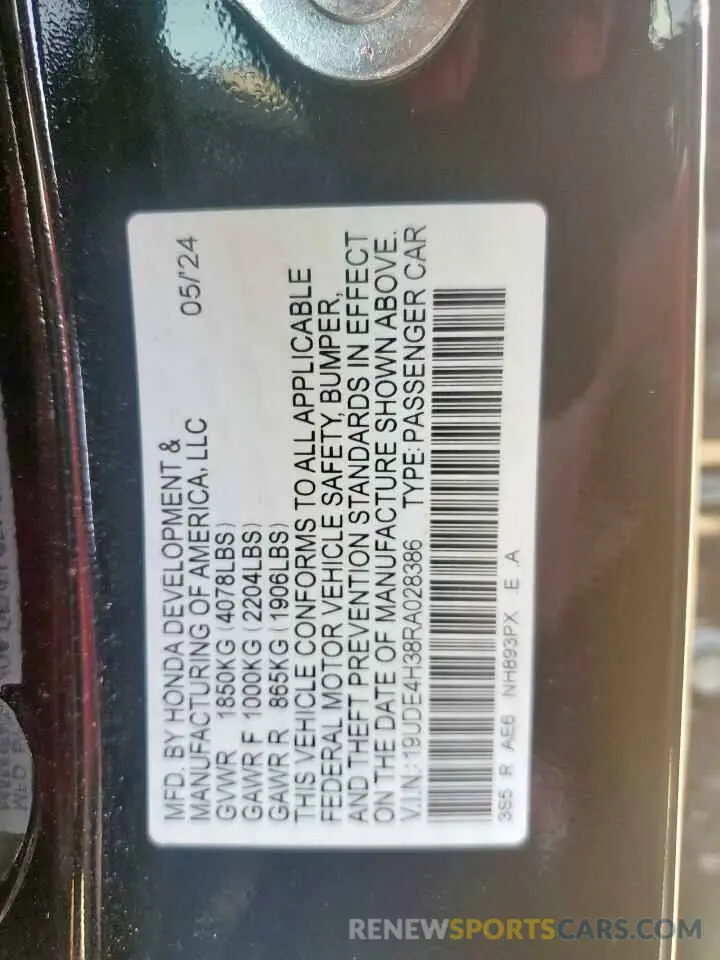 MFD. BY HONDA DEVELOPMENT &
MANUFACTURING OF AMERICA, LLC 05/'24
GVWR 1850KG (4078LBS)
GAWR F 1000KG (2204LBS)
GAWR R 865KG (1906LBS)
THIS VEHICLE CONFORMS TO ALL APPLICABLE
FEDERAL MOTOR VEHICLE SAFETY, BUMPER,
AND THEFT PREVENTION STANDARDS IN EFFECT
ON THE DATE OF MANUFACTURE SHOWN ABOVE.
V.I.N.: 19UDE4H38RA028386 TYPE: PASSENGER CAR
3S5 R AE6 NH893PX .E .A
RENEWSPORTSCARS.COM